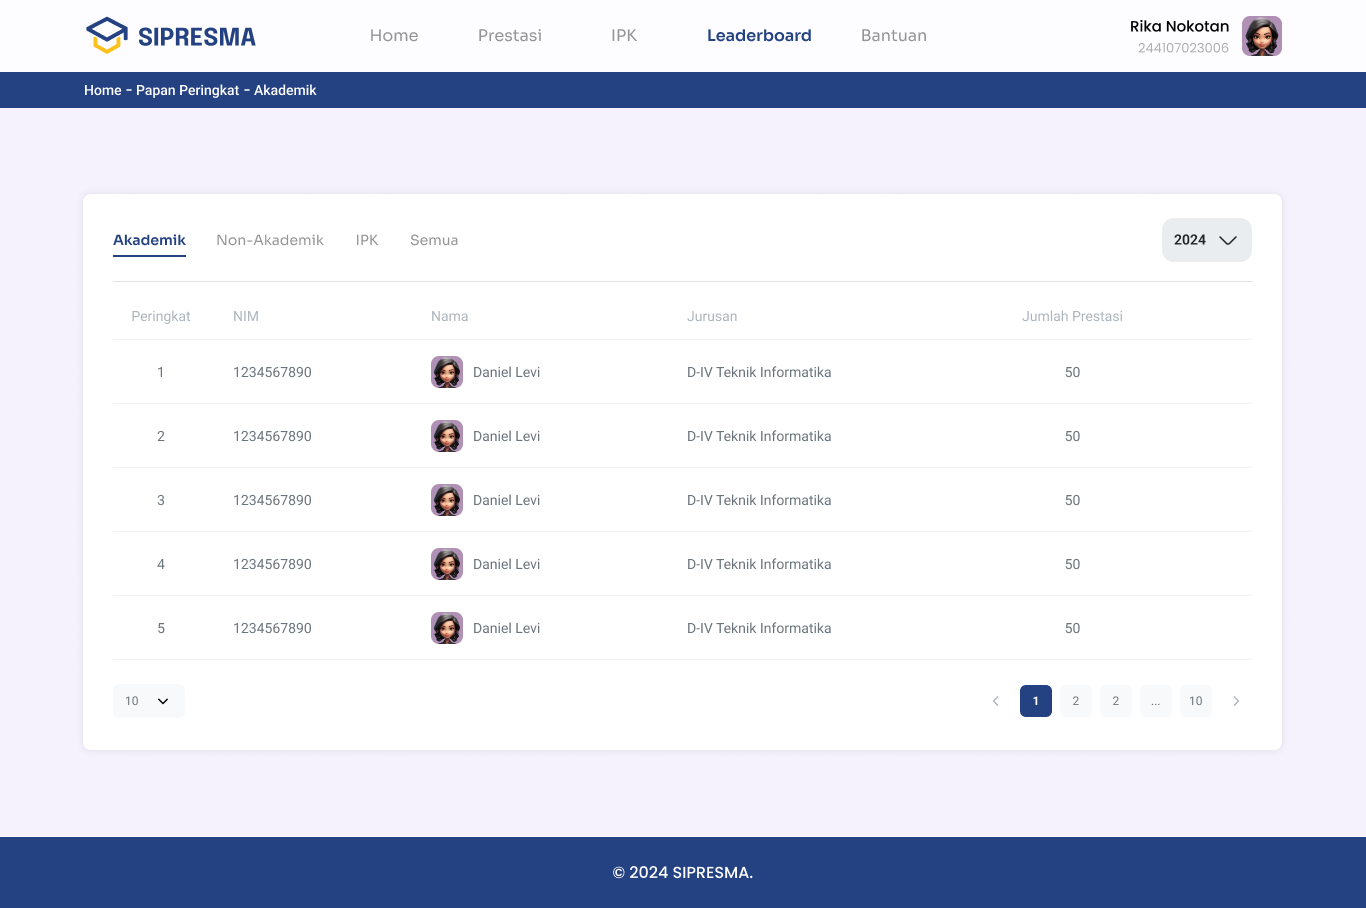 SIPRESMA
Home Prestasi IPK Leaderboard Bantuan
Rika Nokotan
244107023006
Home - Papan Peringkat - Akademik
Akademik Non-Akademik IPK Semua
2024
Peringkat NIM Nama Jurusan Jumlah Prestasi
1 1234567890 Daniel Levi D-IV Teknik Informatika 50
2 1234567890 Daniel Levi D-IV Teknik Informatika 50
3 1234567890 Daniel Levi D-IV Teknik Informatika 50
4 1234567890 Daniel Levi D-IV Teknik Informatika 50
5 1234567890 Daniel Levi D-IV Teknik Informatika 50
10
1 2 2 ... 10
© 2024 SIPRESMA.